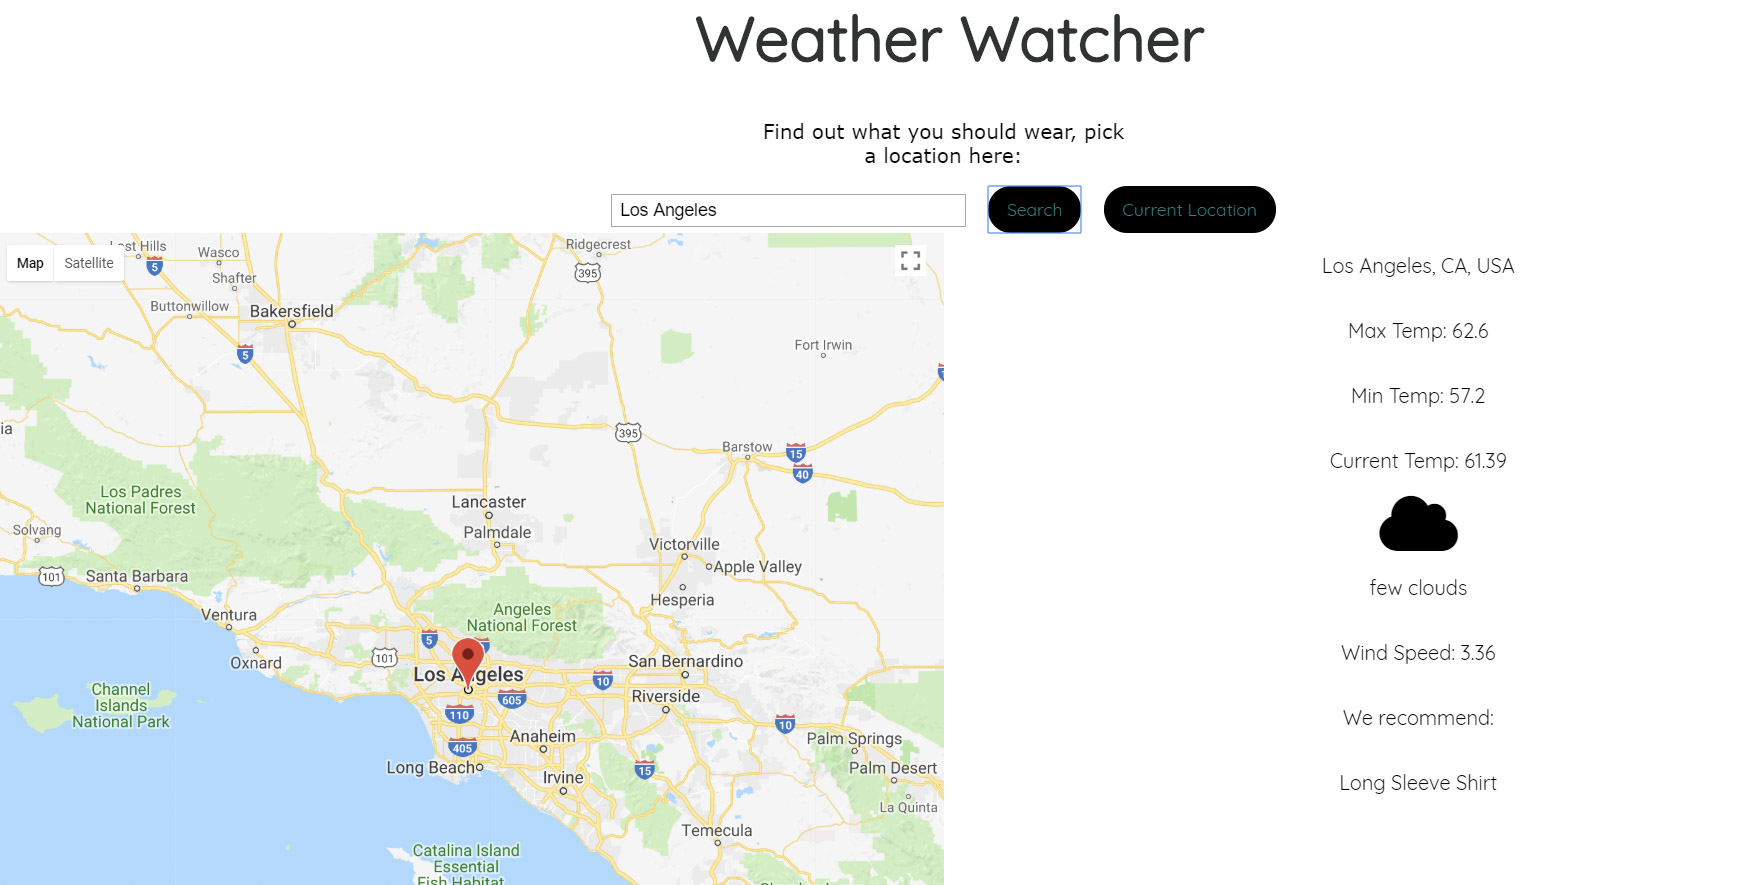 Weather Watcher
Find out what you should wear, pick
a location here:
Los Angeles
Search
Current Location
Map
Satellite
Lost Hills
Wasco
Ridgecrest
5
395
Shafter
Buttonwillow
Bakersfield
5
Fort Irwin
395
Barstow
15
40
Los Padres
National Forest
Lancaster
Palmdale
Solvang
Victorville
Apple Valley
101
Santa Barbara
Hesperia
Ventura
Angeles
National Forest
5
Oxnard
101
San Bernardino
Los Angeles
10
605
Riverside
Channel
Islands
National Park
110
10
Anaheim
405
Palm Springs
Long Beach
Irvine
15
Palm Desert
La Quinta
Temecula
Catalina Island
Essential
Fish Habitat
Los Angeles, CA, USA
Max Temp: 62.6
Min Temp: 57.2
Current Temp: 61.39
few clouds
Wind Speed: 3.36
We recommend:
Long Sleeve Shirt